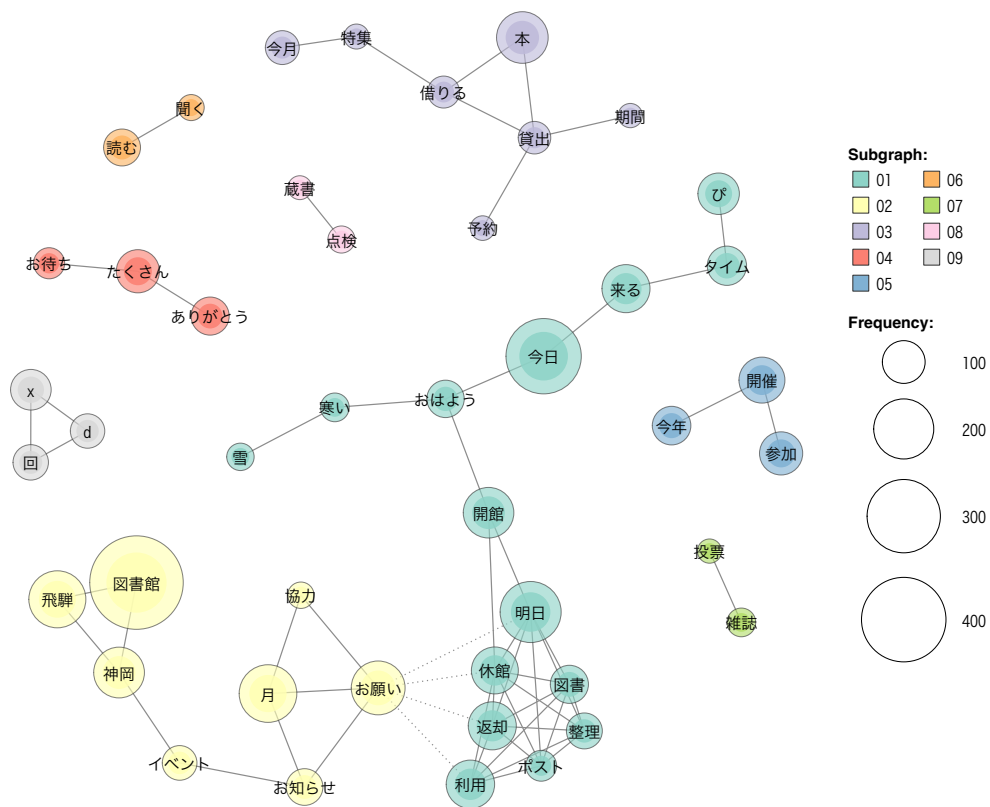 今月
特集
本
借りる
聞く
読む
貸出
期間
蔵書
点検
予約
ぴ
タイム
お待ち
たくさん
ありがとう
来る
今日
おはよう
寒い
雪
x
d
回
開催
今年
参加
開館
投票
雑誌
図書館
飛騨
神岡
協力
月
お願い
イベント
お知らせ
明日
休館
図書
返却
整理
ポスト
利用
Subgraph:
01
02
03
04
05
06
07
08
09
Frequency:
100
200
300
400